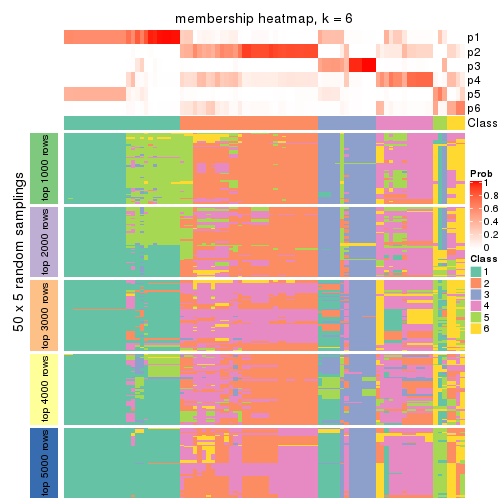 membership heatmap, k = 6
p1
p2
p3
p4
p5
p6
Class
50 x 5 random samplings
top 1000 rows
top 2000 rows
top 3000 rows
top 4000 rows
top 5000 rows
Prob
1
0.8
0.6
0.4
0.2
0
Class
1
2
3
4
5
6